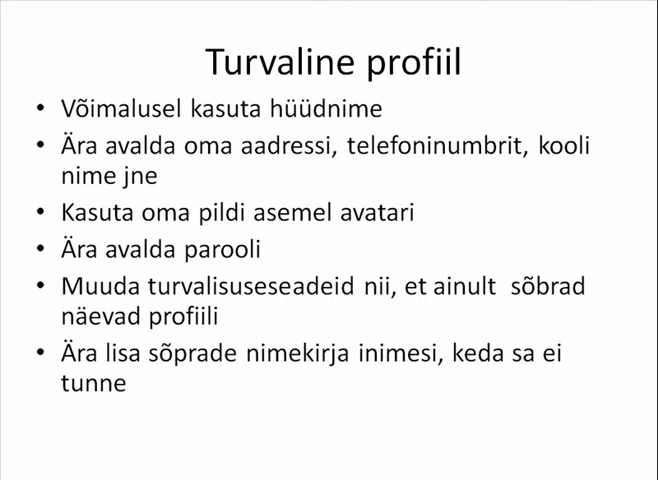 Turvaline profiil
• Võimalusel kasuta hüüdnime
• Ära avalda oma aadressi, telefoninumbrit, kooli
nime jne
• Kasuta oma pildi asemel avatari
• Ära avalda parooli
• Muuda turvalisuseseadeid nii, et ainult  sõbrad
näevad profiili
• Ära lisa sõprade nimekirja inimesi, keda sa ei
tunne